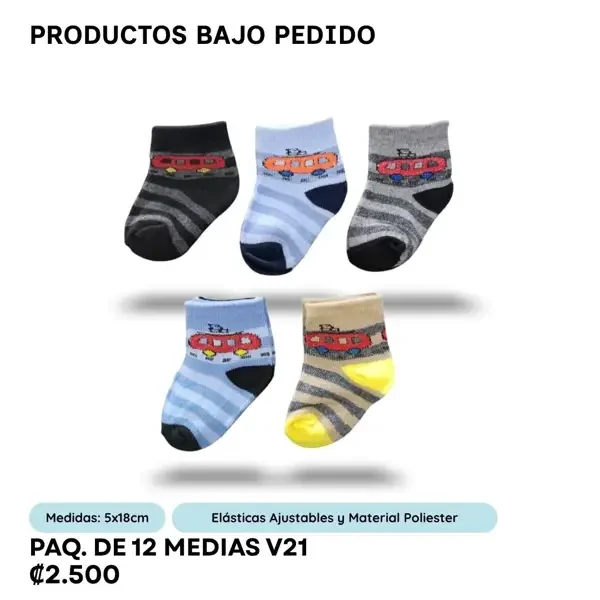 PRODUCTOS BAJO PEDIDO
Medidas: 5x18cm
Elásticas Ajustables y Material Poliester
PAQ. DE 12 MEDIAS V21
₡2.500